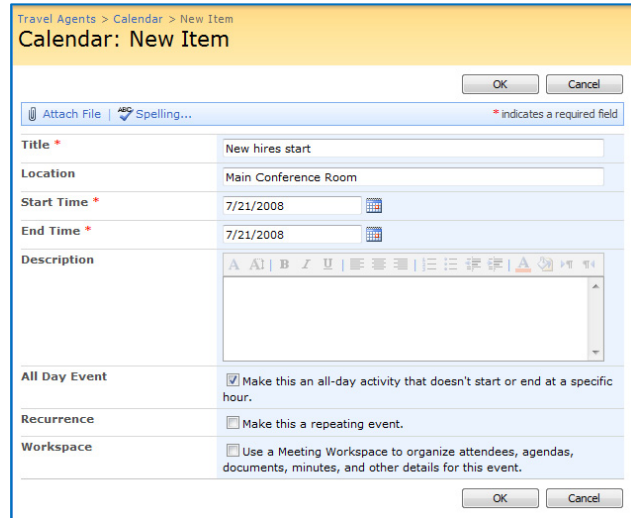 Travel Agents > Calendar > New Item
Calendar: New Item
OK Cancel
Attach File | ABC Spelling... * indicates a required field
Title * New hires start
Location Main Conference Room
Start Time * 7/21/2008
End Time * 7/21/2008
Description
A A | B I U | A
All Day Event Make this an all-day activity that doesn't start or end at a specific
hour.
Recurrence Make this a repeating event.
Workspace Use a Meeting Workspace to organize attendees, agendas,
documents, minutes, and other details for this event.
OK Cancel